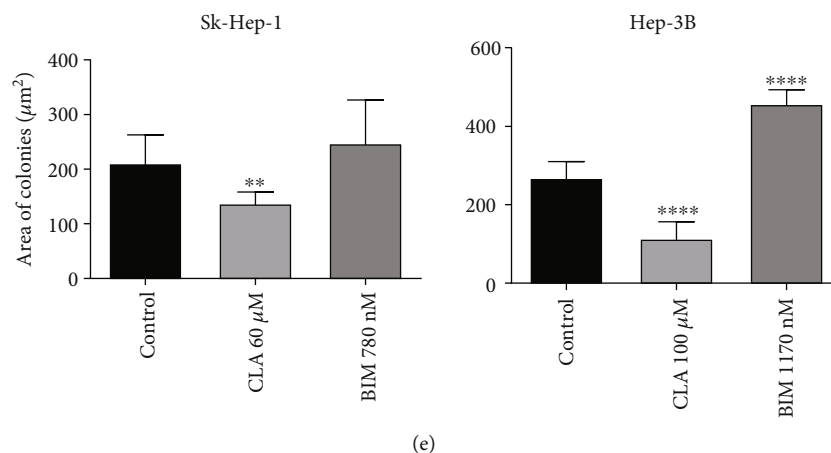 Sk-Hep-1
Area of colonies (μm²)
400
300
200
100
0
**
Control
CLA 60 μM
BIM 780 nM
Hep-3B
600
400
200
0
****
****
Control
CLA 100 μM
BIM 1170 nM
(e)